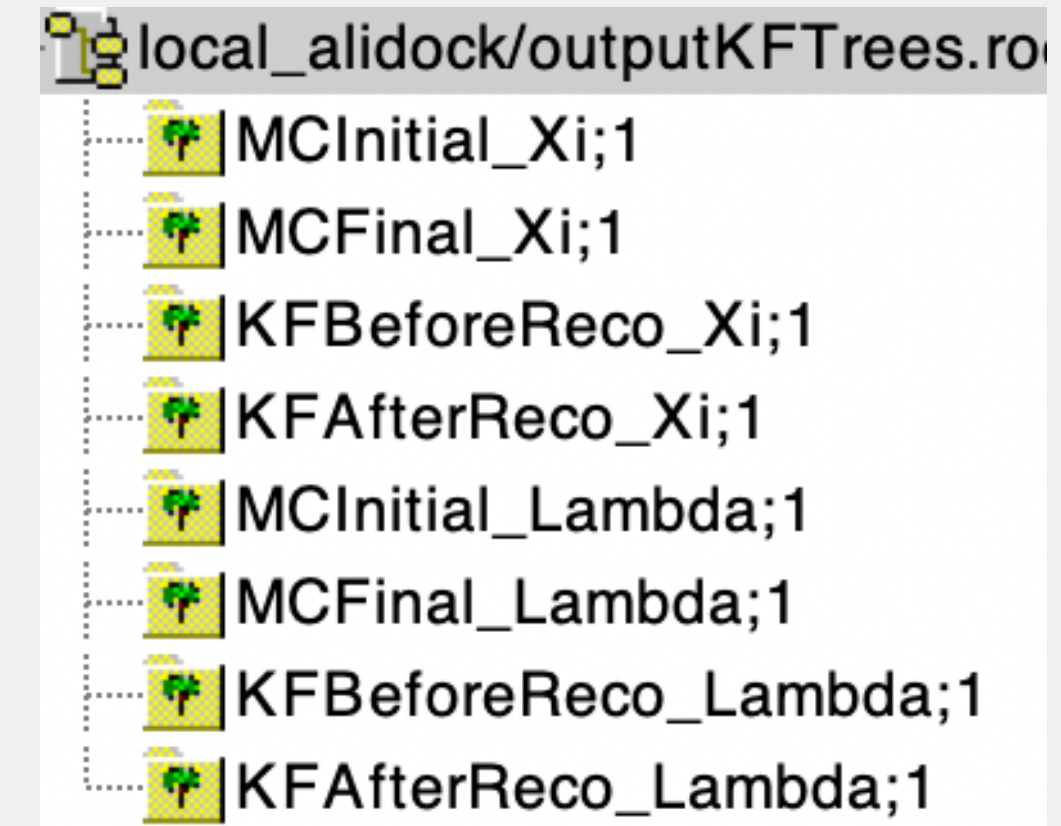 local_alidock/outputKFTrees.ro
MCInitial_Xi;1
MCFinal_Xi;1
KFBeforeReco_Xi;1
KFAfterReco_Xi;1
MCInitial_Lambda;1
MCFinal_Lambda;1
KFBeforeReco_Lambda;1
KFAfterReco_Lambda;1